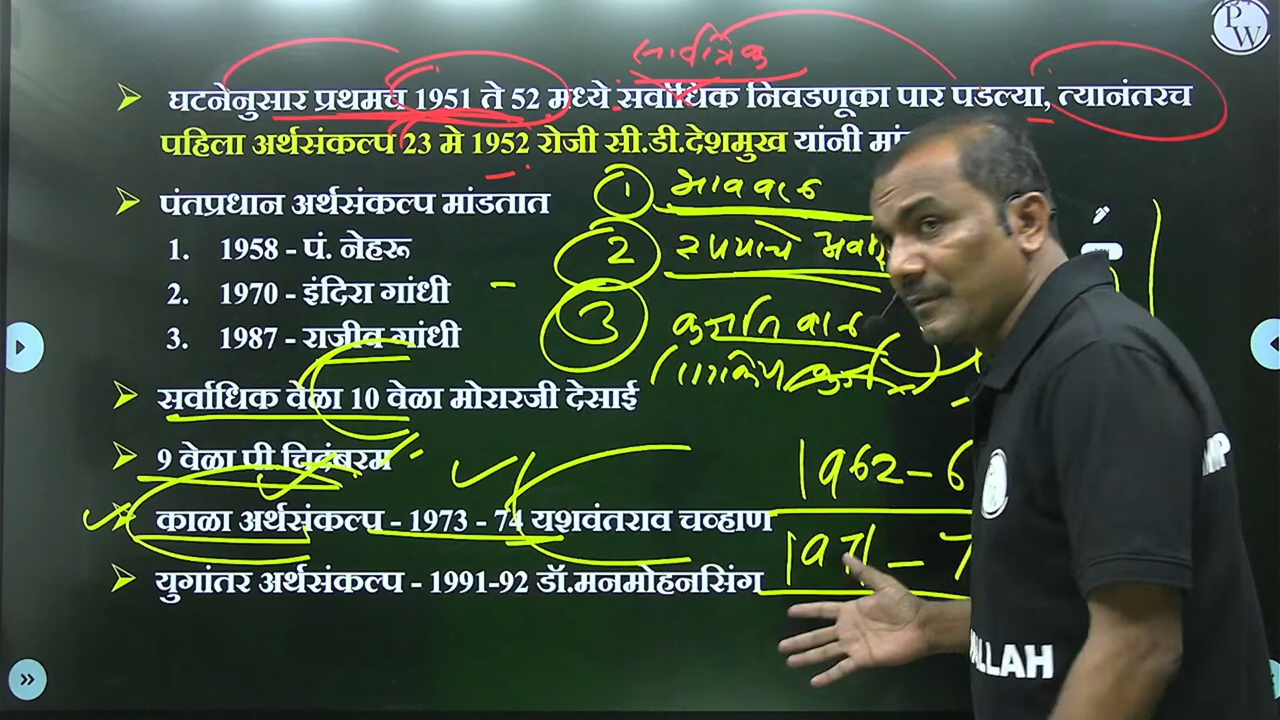 PW
सार्वत्रिक
घटनेनुसार प्रथमच 1951 ते 52 मध्ये सर्वाधिक निवडणूका पार पडल्या, त्यानंतरच
पहिला अर्थसंकल्प 23 मे 1952 रोजी सी.डी.देशमुख यांनी मां
पंतप्रधान अर्थसंकल्प मांडतात
1. 1958 - पं. नेहरू
2. 1970 - इंदिरा गांधी
3. 1987 - राजीव गांधी
1 भाववाढ
2
3
सर्वाधिक वेळा 10 वेळा मोरारजी देसाई
9 वेळा पी चिदंबरम
1962 - 6
काळा अर्थसंकल्प - 1973 - 74 यशवंतराव चव्हाण
1971 - 7
युगांतर अर्थसंकल्प - 1991-92 डॉ.मनमोहनसिंग
ALLAH